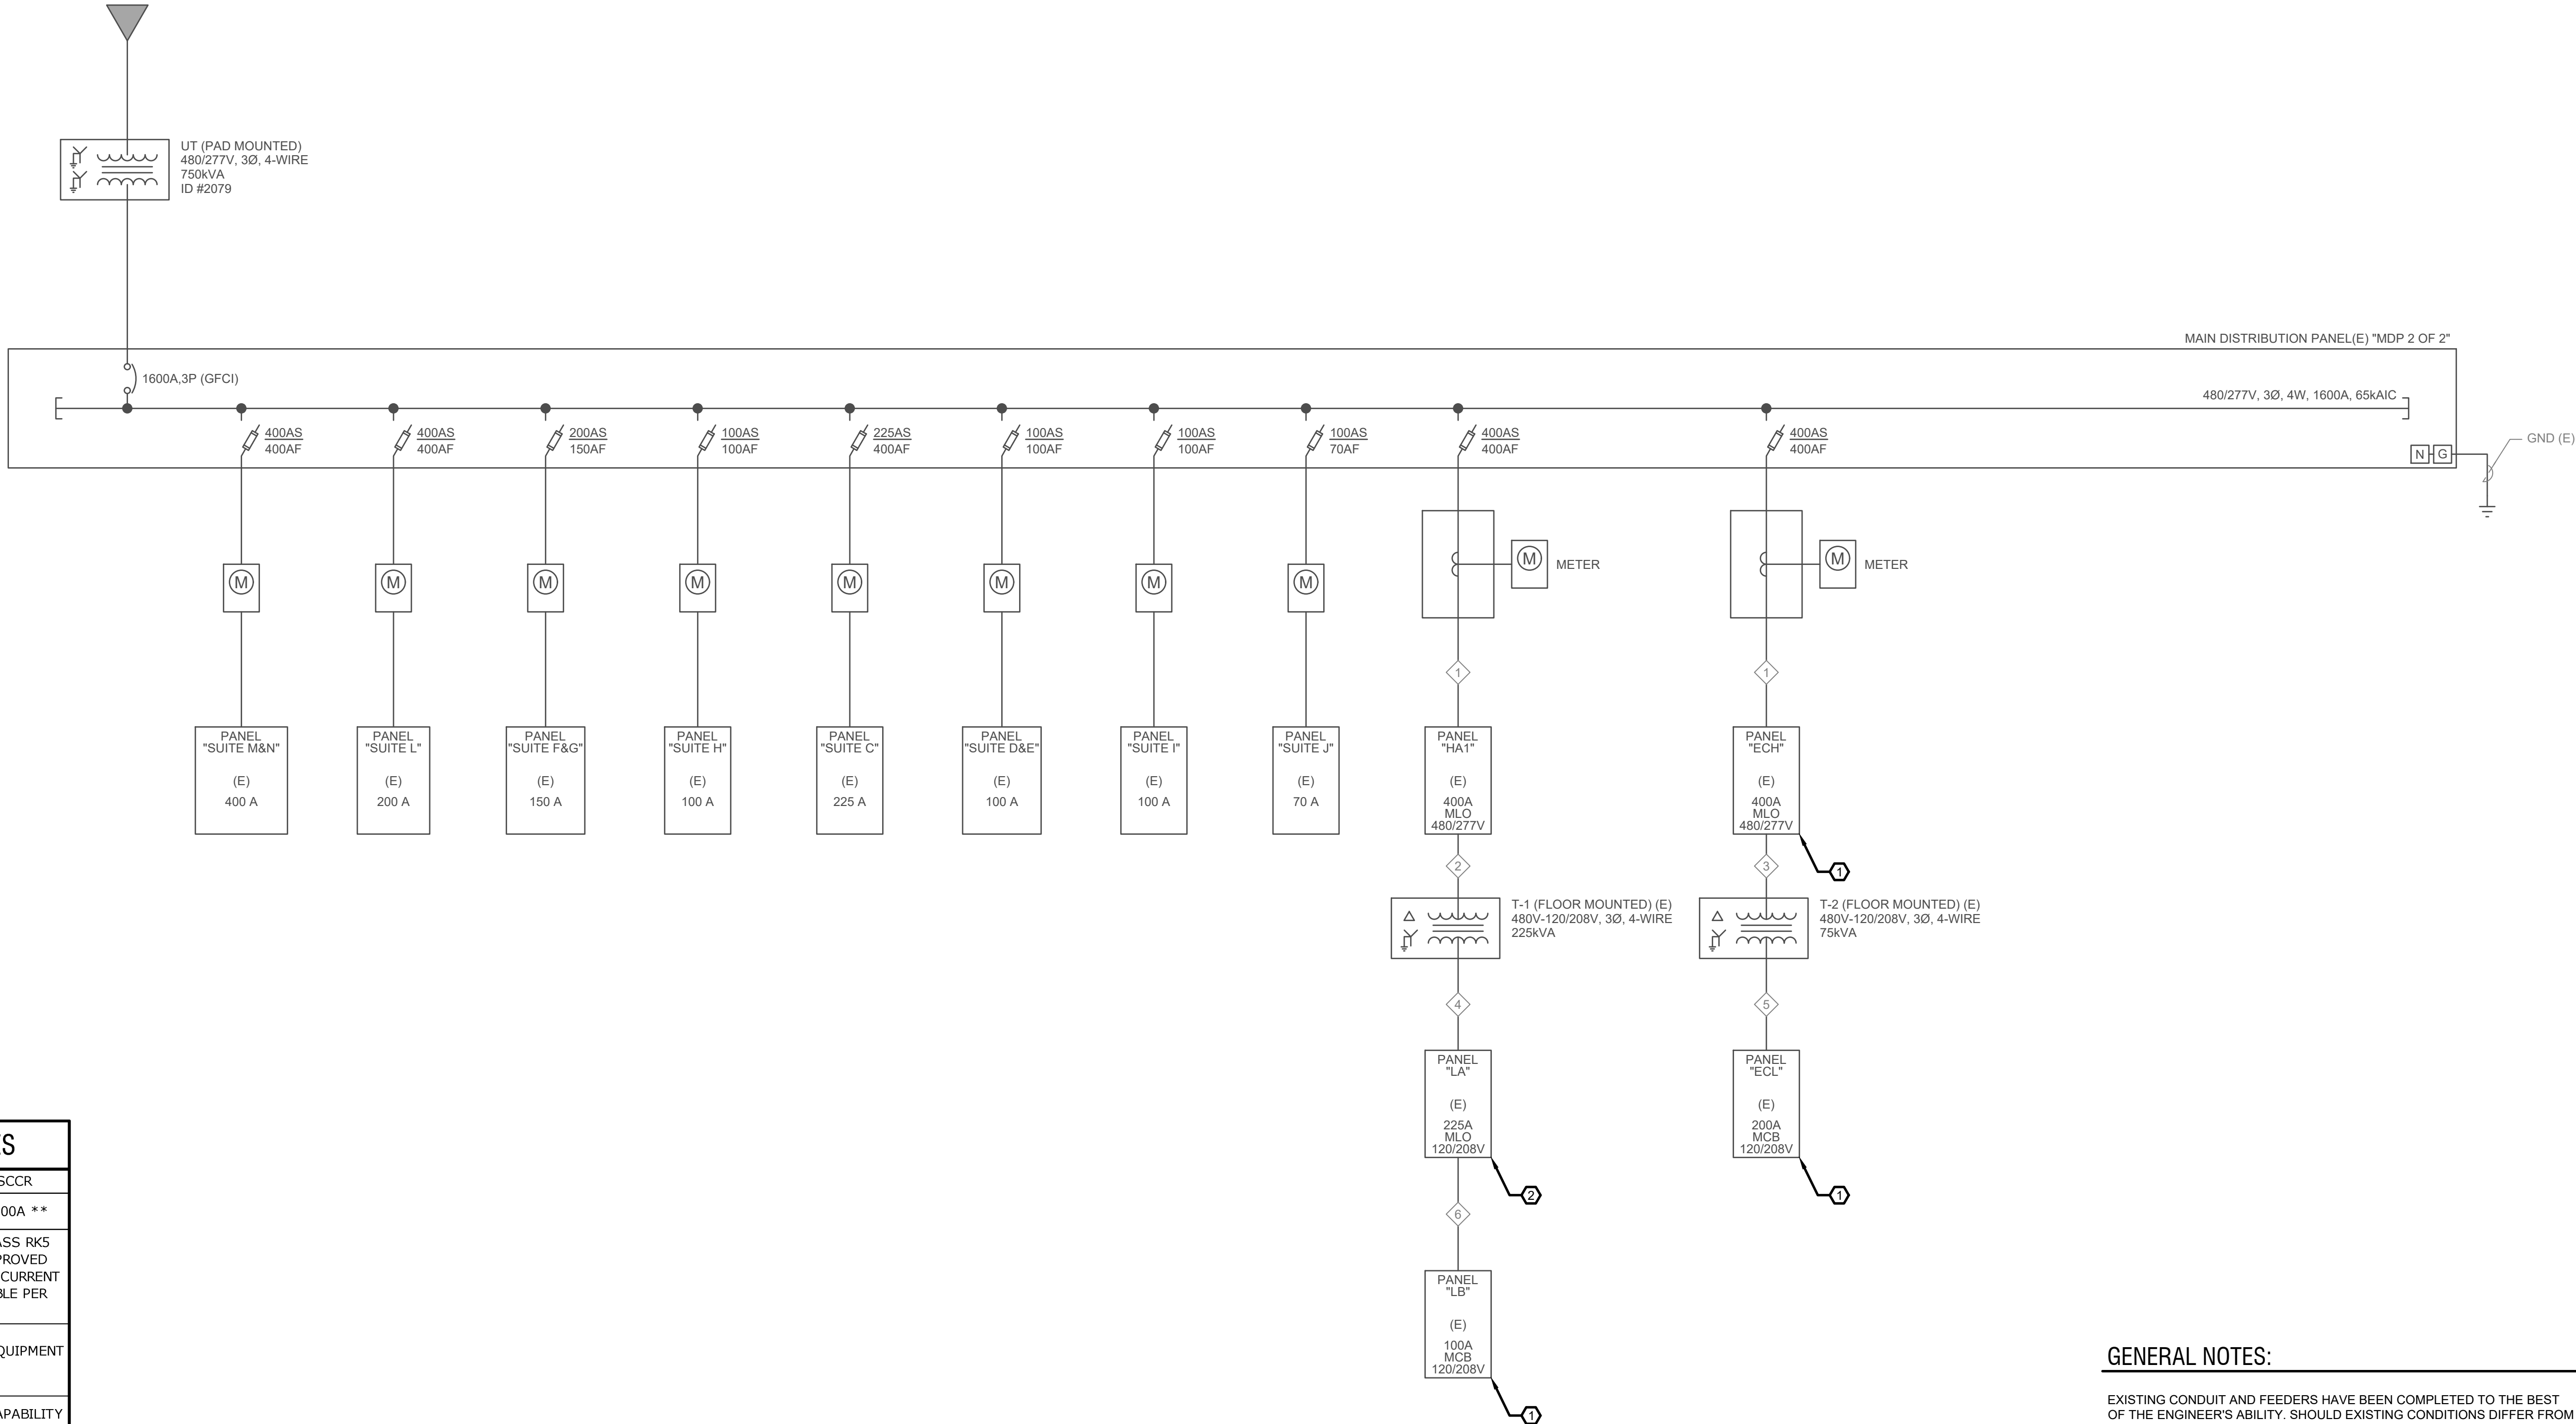 UT (PAD MOUNTED)
480/277V, 3Ø, 4-WIRE
750kVA
ID #2079
MAIN DISTRIBUTION PANEL(E) "MDP 2 OF 2"
1600A,3P (GFCI)
480/277V, 3Ø, 4W, 1600A, 65kAIC
400AS
400AF
400AS
400AF
200AS
150AF
100AS
100AF
225AS
400AF
100AS
100AF
100AS
100AF
100AS
70AF
400AS
400AF
400AS
400AF
N
G
GND (E)
M
M
M
M
M
M
M
M
M
METER
M
METER
1
1
PANEL
"SUITE M&N"
(E)
400 A
PANEL
"SUITE L"
(E)
200 A
PANEL
"SUITE F&G"
(E)
150 A
PANEL
"SUITE H"
(E)
100 A
PANEL
"SUITE C"
(E)
225 A
PANEL
"SUITE D&E"
(E)
100 A
PANEL
"SUITE I"
(E)
100 A
PANEL
"SUITE J"
(E)
70 A
PANEL
"HA1"
(E)
400A
MLO
480/277V
PANEL
"ECH"
(E)
400A
MLO
480/277V
2
3
1
T-1 (FLOOR MOUNTED) (E)
480V-120/208V, 3Ø, 4-WIRE
225kVA
T-2 (FLOOR MOUNTED) (E)
480V-120/208V, 3Ø, 4-WIRE
75kVA
4
5
PANEL
"LA"
(E)
225A
MLO
120/208V
PANEL
"ECL"
(E)
200A
MCB
120/208V
2
1
6
PANEL
"LB"
(E)
100A
MCB
120/208V
1
SCCR
00A **
ASS RK5
PROVED
CURRENT
BLE PER
QUIPMENT
APABILITY
GENERAL NOTES:
EXISTING CONDUIT AND FEEDERS HAVE BEEN COMPLETED TO THE BEST
OF THE ENGINEER'S ABILITY. SHOULD EXISTING CONDITIONS DIFFER FROM